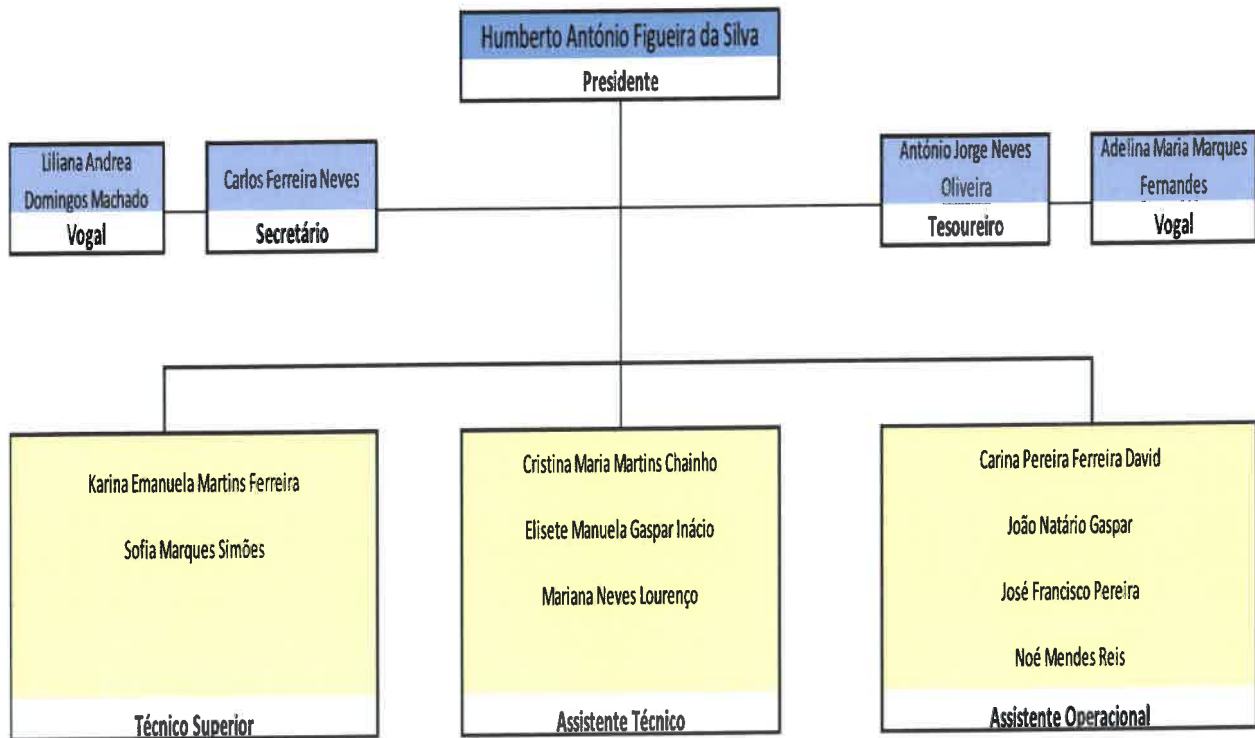 Humberto António Figueira da Silva
Presidente
Liliana Andrea
Domingos Machado
Vogal
Carlos Ferreira Neves
Secretário
António Jorge Neves
Oliveira
Tesoureiro
Adelina Maria Marques
Fernandes
Vogal
Karina Emanuela Martins Ferreira
Sofia Marques Simões
Técnico Superior
Cristina Maria Martins Chainho
Elisete Manuela Gaspar Inácio
Mariana Neves Lourenço
Assistente Técnico
Carina Pereira Ferreira David
João Natário Gaspar
José Francisco Pereira
Noé Mendes Reis
Assistente Operacional